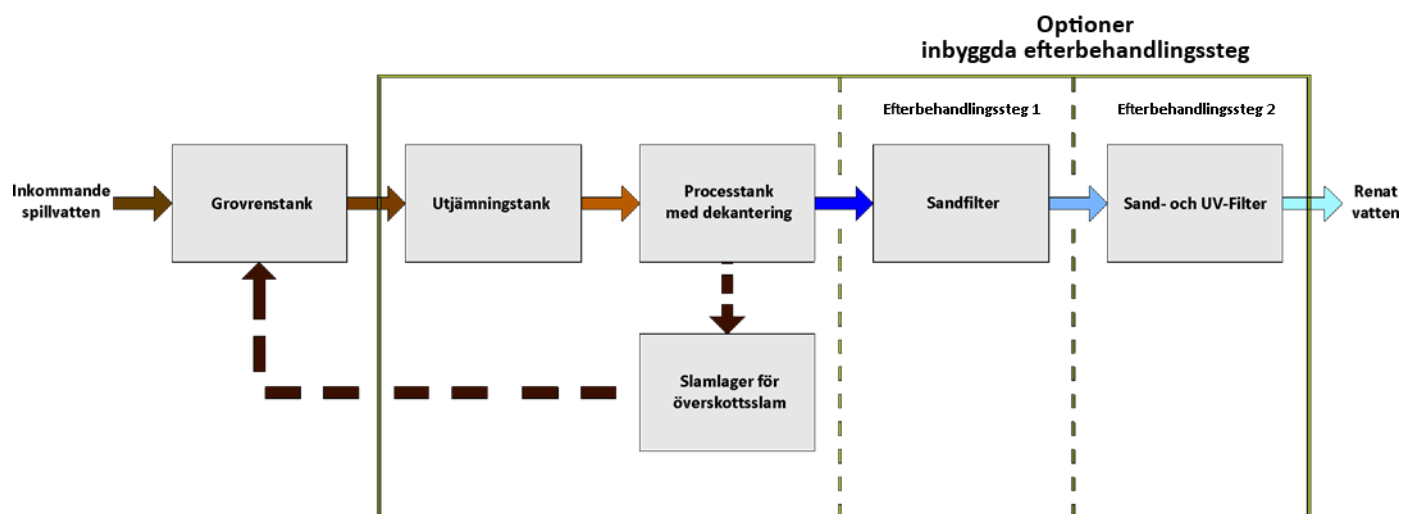 Optioner
inbyggda efterbehandlingssteg
Efterbehandlingssteg 1
Efterbehandlingssteg 2
Inkommande
spillvatten
Grovrenstank
Utjämningstank
Processtank
med dekantering
Sandfilter
Sand- och UV-Filter
Renat
vatten
Slamlager för
överskottsslam